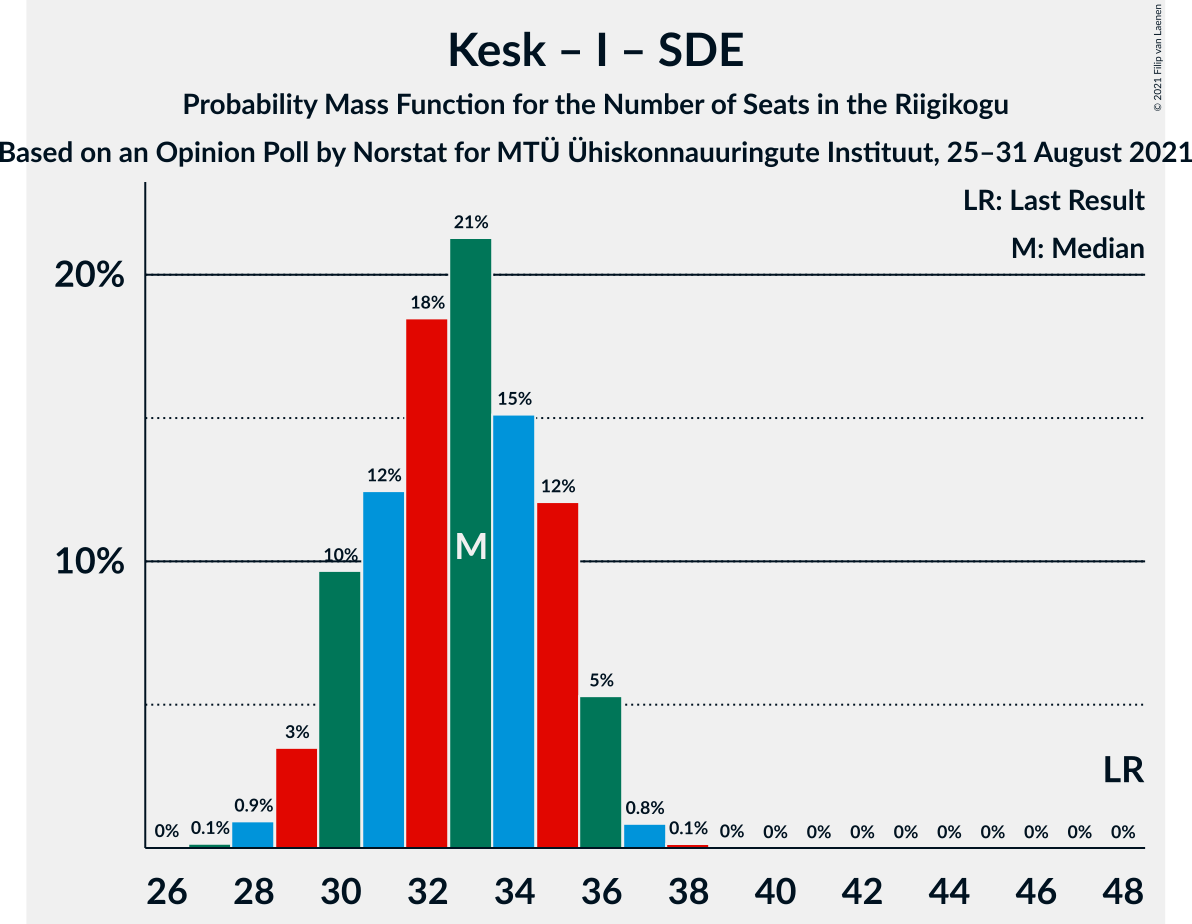 Kesk – I – SDE
Probability Mass Function for the Number of Seats in the Riigikogu
Based on an Opinion Poll by Norstat for MTÜ Ühiskonnauuringute Instituut, 25–31 August 2021
© 2021 Filip van Laenen
LR: Last Result
M: Median
20%
10%
0%
0.1%
0.9%
3%
10%
12%
18%
21%
15%
12%
5%
0.8%
0.1%
0%
0%
0%
0%
0%
0%
0%
0%
0%
0%
M
LR
26 28 30 32 34 36 38 40 42 44 46 48